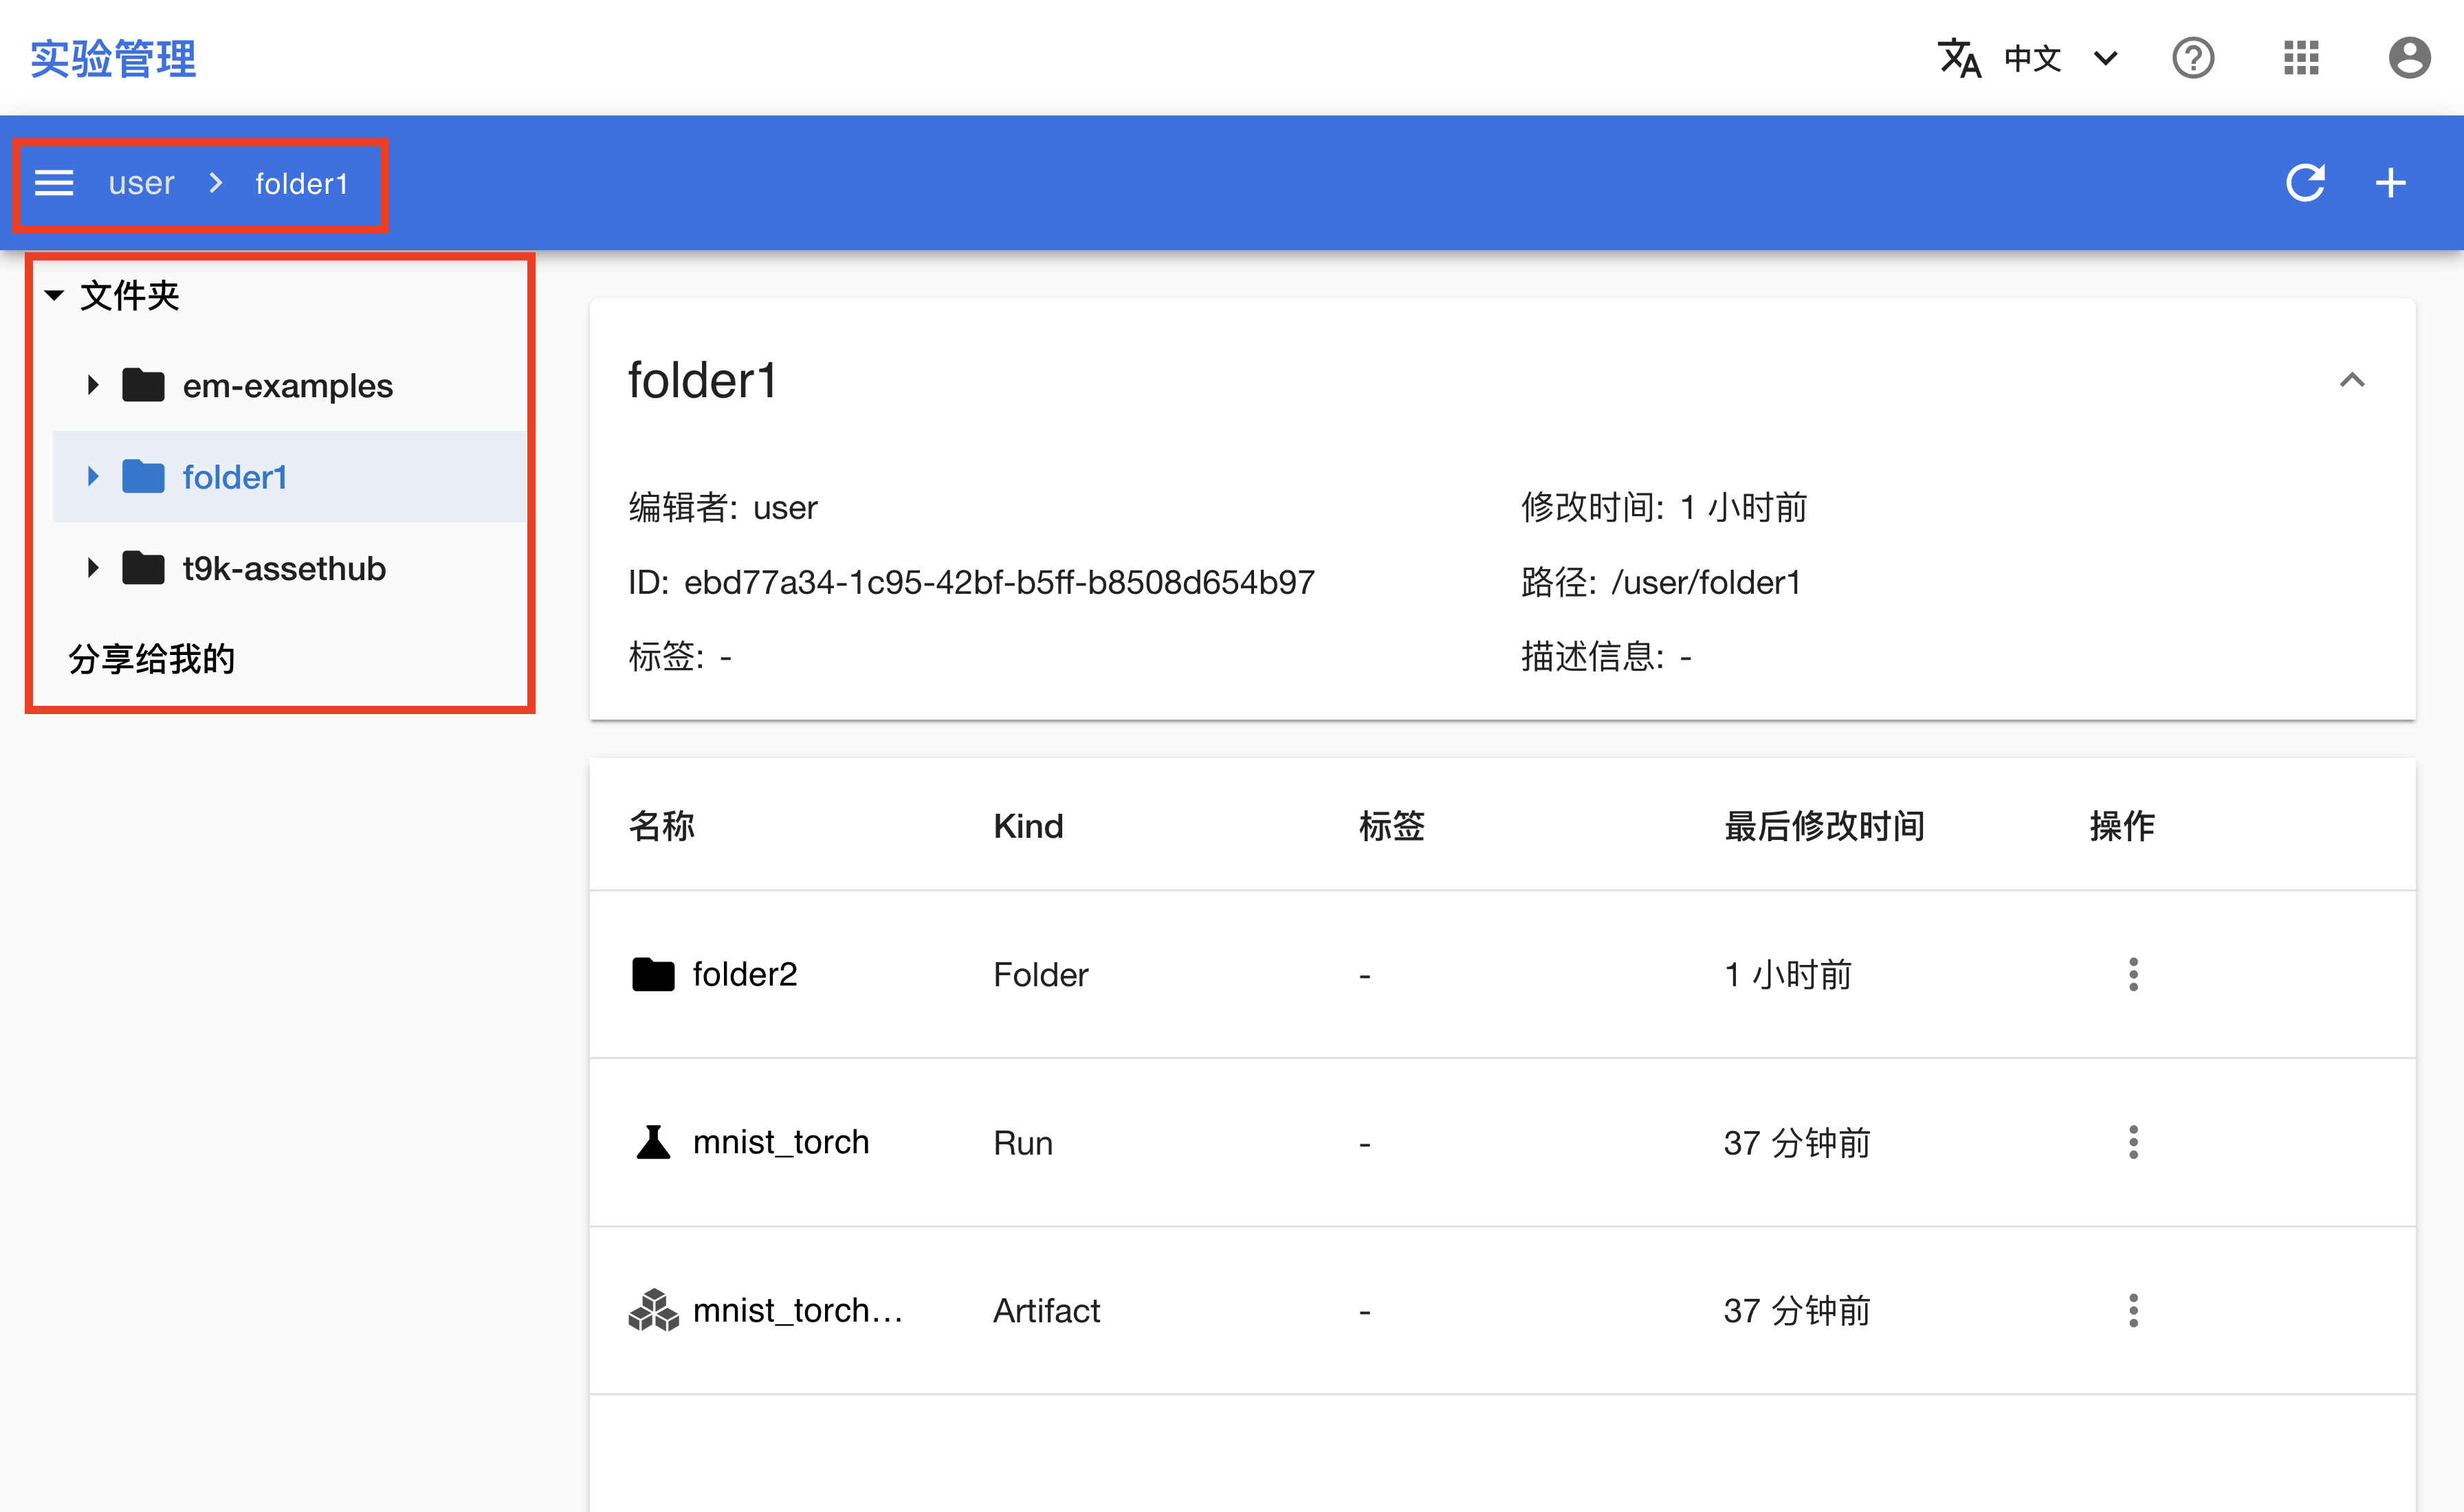 实验管理
中文
user
folder1
文件夹
em-examples
folder1
t9k-assethub
分享给我的
folder1
编辑者: user
修改时间: 1 小时前
ID: ebd77a34-1c95-42bf-b5ff-b8508d654b97
路径: /user/folder1
标签: -
描述信息: -
名称 Kind 标签 最后修改时间 操作
folder2 Folder - 1 小时前
mnist_torch Run - 37 分钟前
mnist_torch… Artifact - 37 分钟前